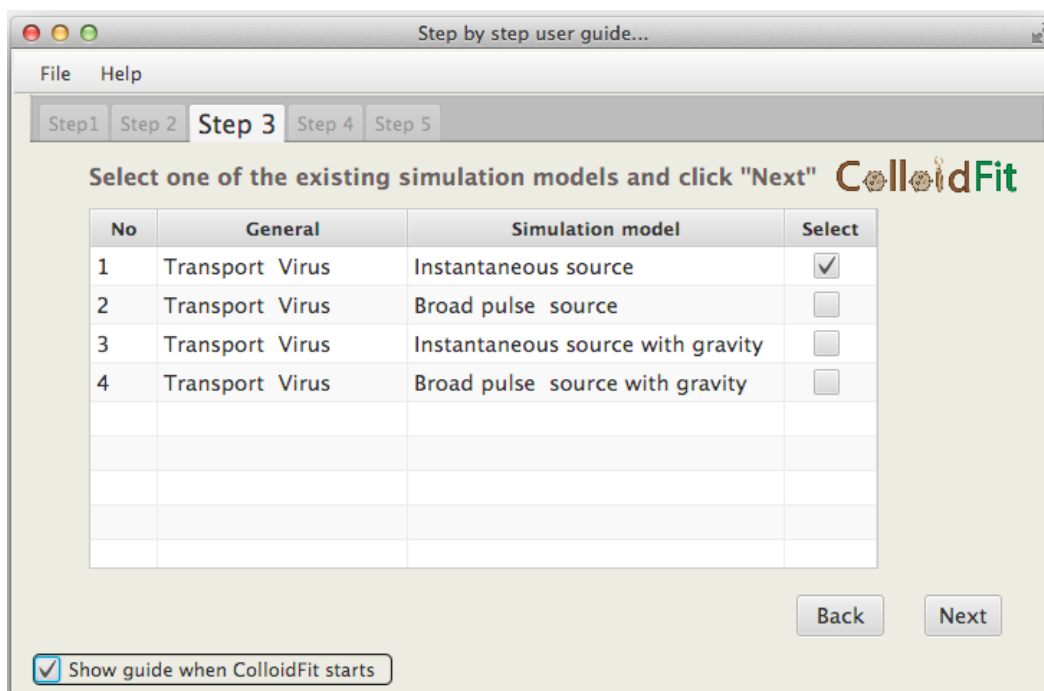 Step by step user guide...
File Help
Step1 Step 2 Step 3 Step 4 Step 5
Select one of the existing simulation models and click "Next" ColloidFit
No General Simulation model Select
1 Transport Virus Instantaneous source
2 Transport Virus Broad pulse source
3 Transport Virus Instantaneous source with gravity
4 Transport Virus Broad pulse source with gravity
Back Next
Show guide when ColloidFit starts